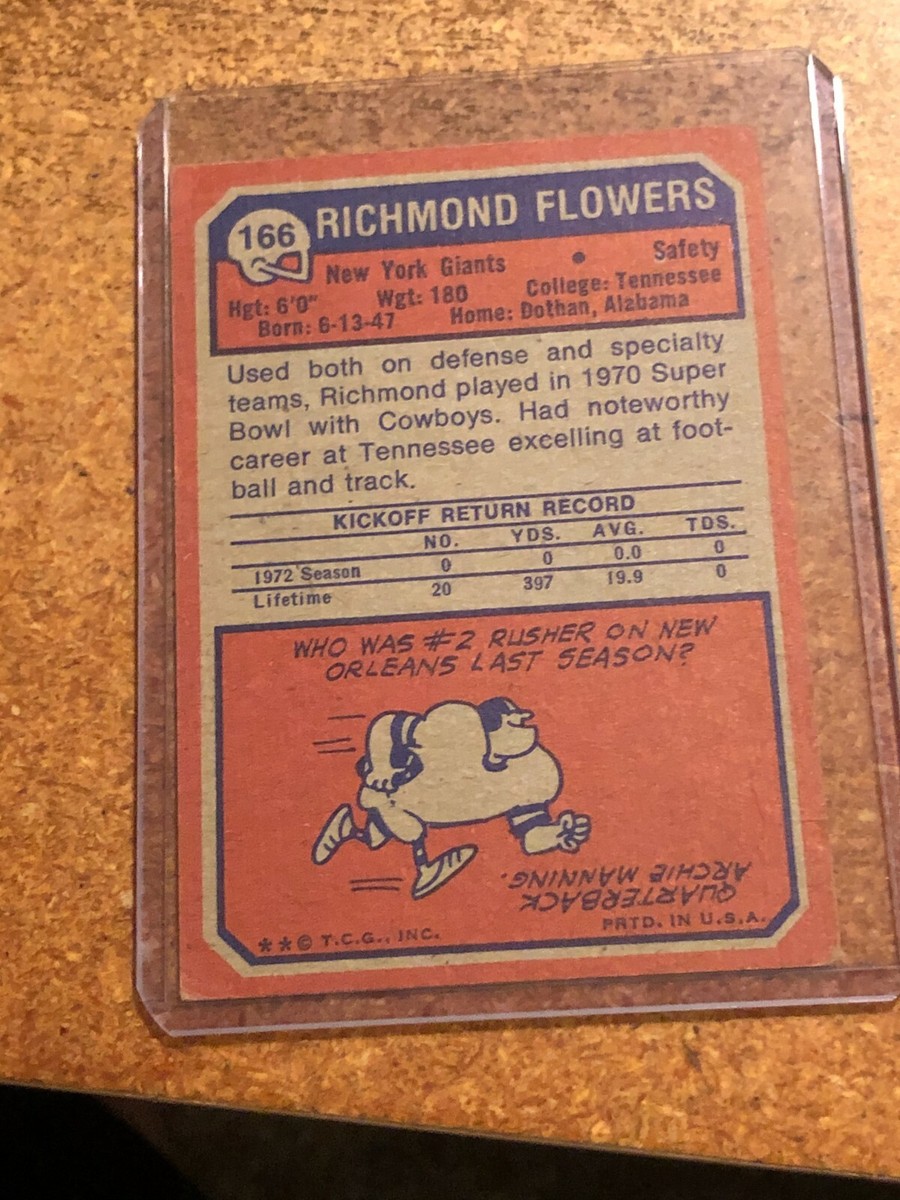 166 RICHMOND FLOWERS
New York Giants • Safety
Hgt: 6'0" Wgt: 180 College: Tennessee
Born: 6-13-47 Home: Dothan, Alabama
Used both on defense and specialty
teams, Richmond played in 1970 Super
Bowl with Cowboys. Had noteworthy
career at Tennessee excelling at foot-
ball and track.
KICKOFF RETURN RECORD
NO. YDS. AVG. TDS.
1972 Season 0 0 0.0 0
Lifetime 20 397 19.9 0
WHO WAS #2 RUSHER ON NEW
ORLEANS LAST SEASON?
QUARTERBACK
ARCHIE MANNING.
**© T.C.G., INC. PRTD. IN U.S.A.